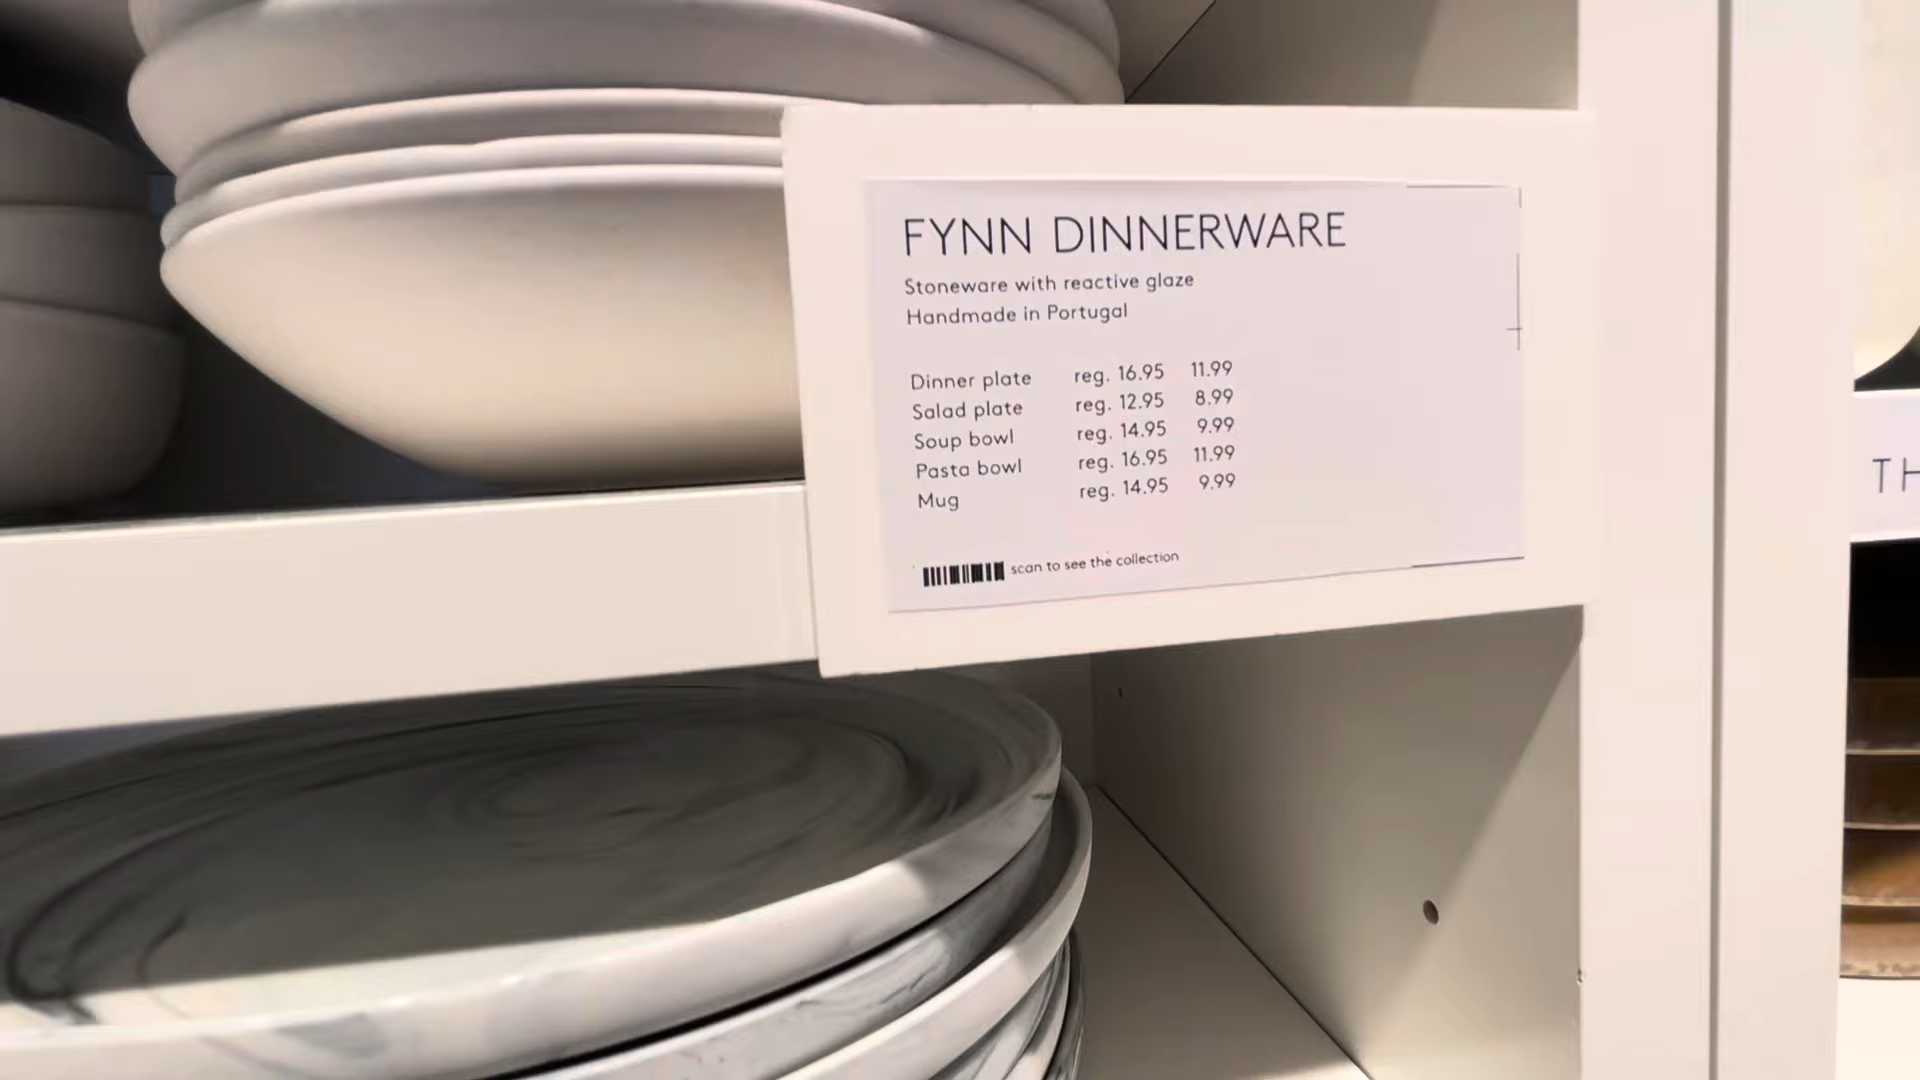 FYNN DINNERWARE
Stoneware with reactive glaze
Handmade in Portugal
Dinner plate reg. 16.95 11.99
Salad plate reg. 12.95 8.99
Soup bowl reg. 14.95 9.99
Pasta bowl reg. 16.95 11.99
Mug reg. 14.95 9.99
scan to see the collection